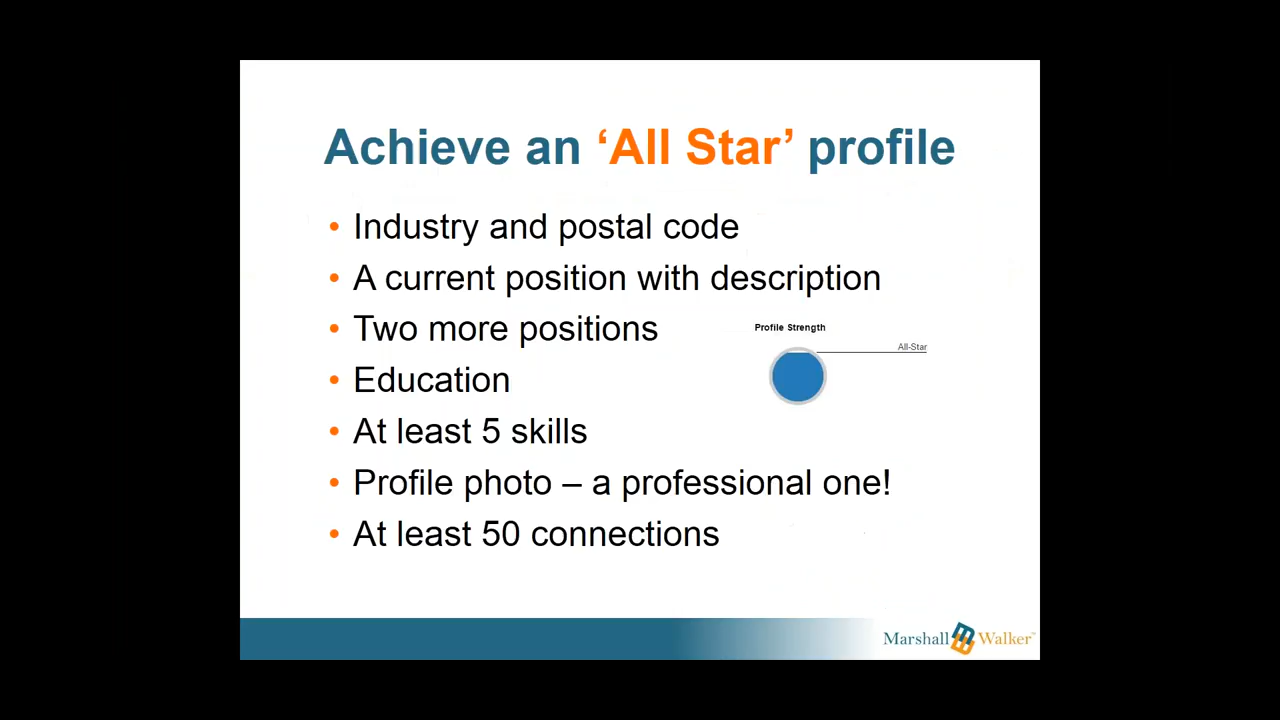 Achieve an ‘All Star’ profile
• Industry and postal code
• A current position with description
• Two more positions
Profile Strength
All-Star
• Education
• At least 5 skills
• Profile photo – a professional one!
• At least 50 connections
Marshall Walker™